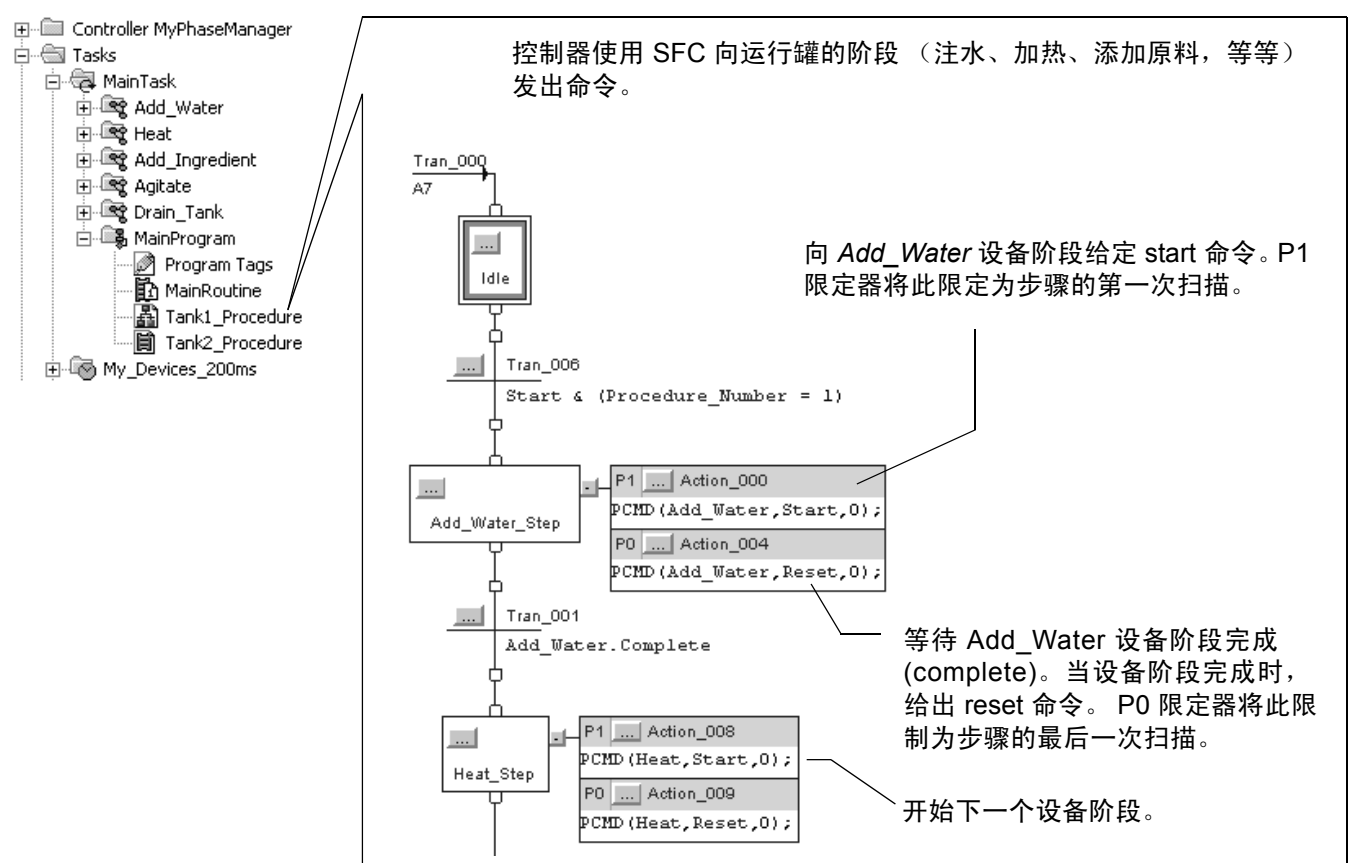 Controller MyPhaseManager
Tasks
MainTask
Add_Water
Heat
Add_Ingredient
Agitate
Drain_Tank
MainProgram
Program Tags
MainRoutine
Tank1_Procedure
Tank2_Procedure
My_Devices_200ms
控制器使用 SFC 向运行罐的阶段 （注水、加热、添加原料，等等）
发出命令。
Tran_000
A7
...
Idle
向 Add_Water 设备阶段给定 start 命令。P1
限定器将此限定为步骤的第一次扫描。
... Tran_006
Start & (Procedure_Number = 1)
...
Add_Water_Step
P1 ... Action_000
PCMD(Add_Water,Start,0);
P0 ... Action_004
PCMD(Add_Water,Reset,0);
... Tran_001
Add_Water.Complete
等待 Add_Water 设备阶段完成
(complete)。当设备阶段完成时，
给出 reset 命令。 P0 限定器将此限
制为步骤的最后一次扫描。
...
Heat_Step
P1 ... Action_008
PCMD(Heat,Start,0);
P0 ... Action_009
PCMD(Heat,Reset,0);
开始下一个设备阶段。